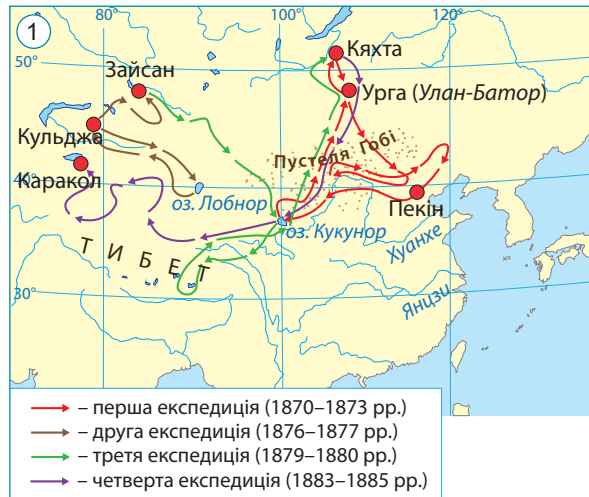 1
80°
100°
120°
50°
40°
30°
Кяхта
Зайсан
Урга (Улан-Батор)
Кульджа
Пустеля Гобі
Каракол
оз. Лобнор
Пекін
оз. Кукунор
Хуанхе
ТИБЕТ
Янцзи
– перша експедиція (1870–1873 рр.)
– друга експедиція (1876–1877 рр.)
– третя експедиція (1879–1880 рр.)
– четверта експедиція (1883–1885 рр.)